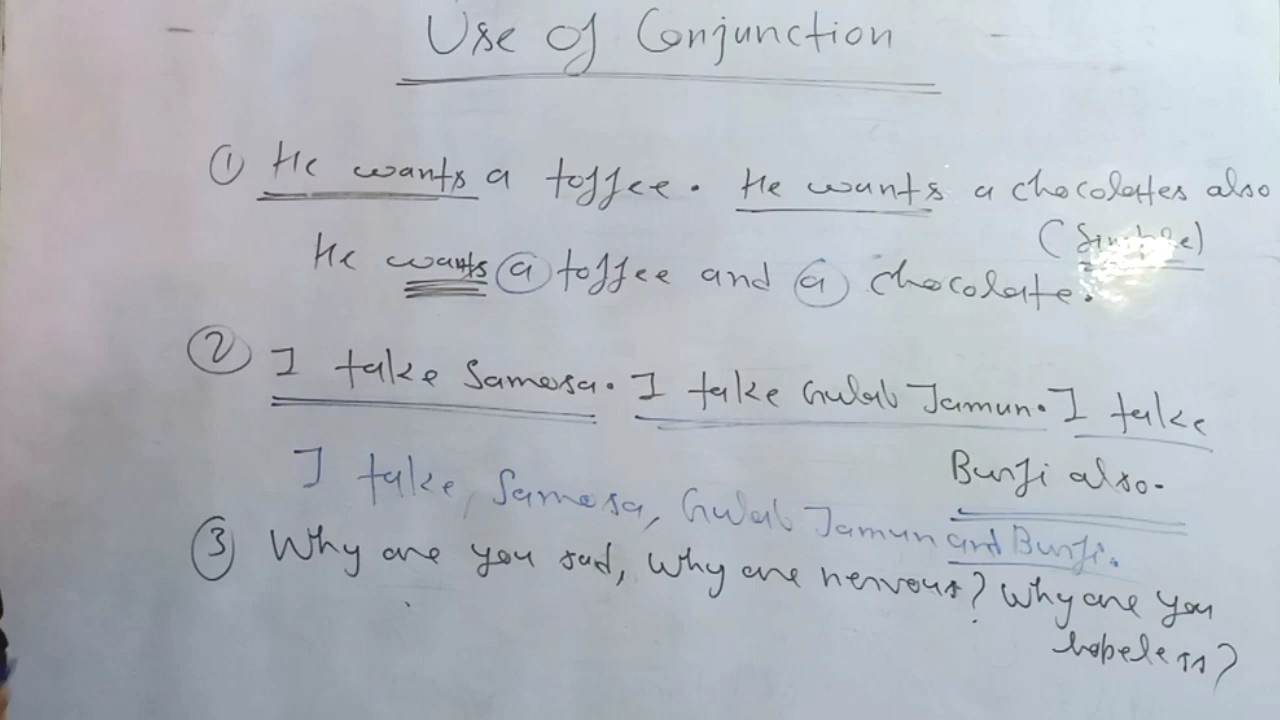 Use of Conjunction
① He wants a toffee. He wants a chocolates also
(Simple)
He wants a toffee and a chocolate.
② I take Samosa. I take Gulab Jamun. I take
Burfi also.
I take, Samosa, Gulab Jamun and Burfi.
③ Why are you sad, Why are nervous? Why are you
hopeless?